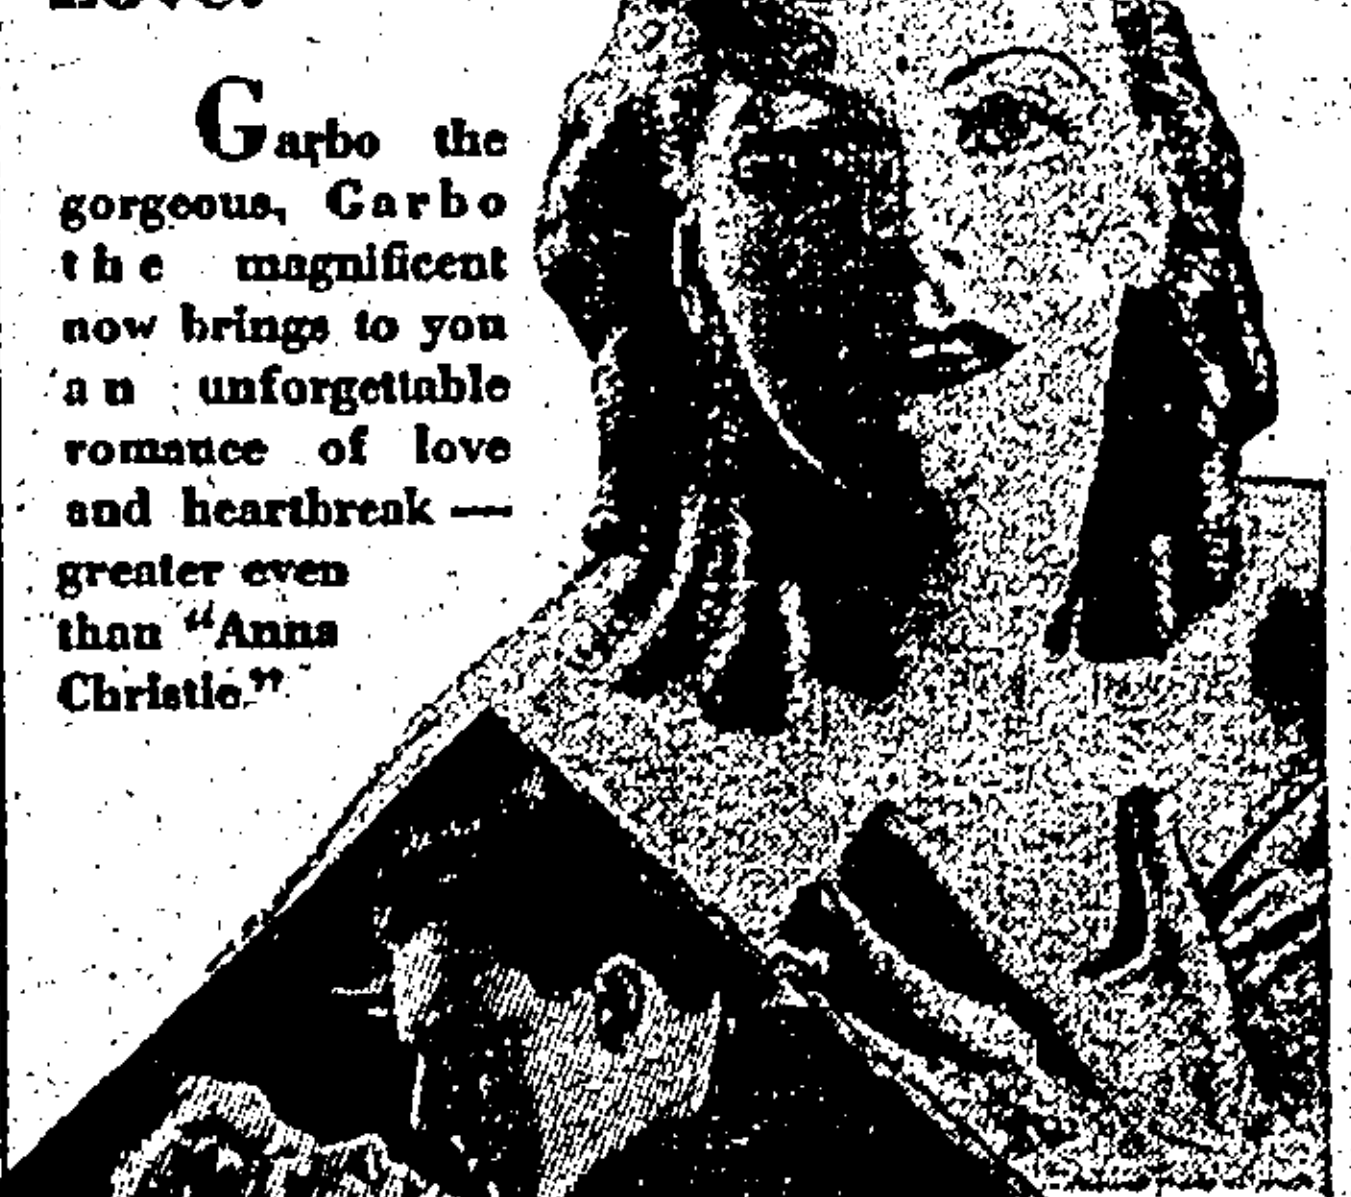 Garbo the
gorgeous, Garbo
the magnificent
now brings to you
an unforgettable
romance of love
and heartbreak —
greater even
than "Anna
Christie"